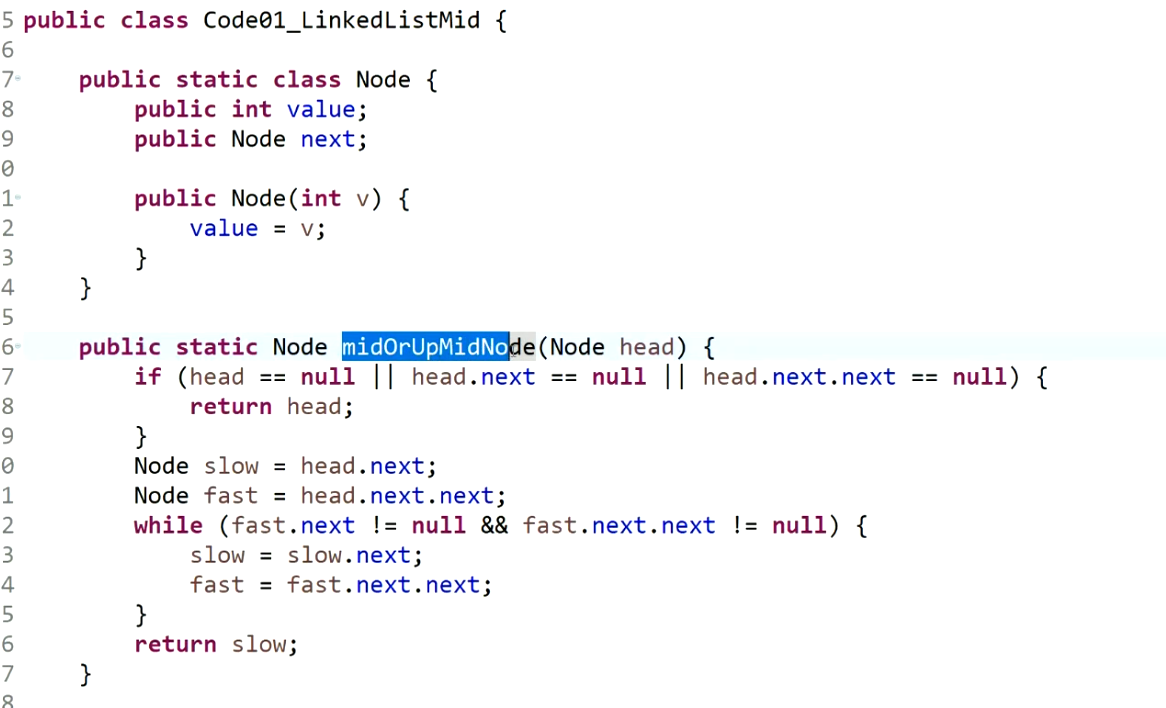 5 public class Code01_LinkedListMid {
6
7 public static class Node {
8 public int value;
9 public Node next;
0
1 public Node(int v) {
2 value = v;
3 }
4 }
5
6 public static Node midOrUpMidNode(Node head) {
7 if (head == null || head.next == null || head.next.next == null) {
8 return head;
9 }
0 Node slow = head.next;
1 Node fast = head.next.next;
2 while (fast.next != null && fast.next.next != null) {
3 slow = slow.next;
4 fast = fast.next.next;
5 }
6 return slow;
7 }
8